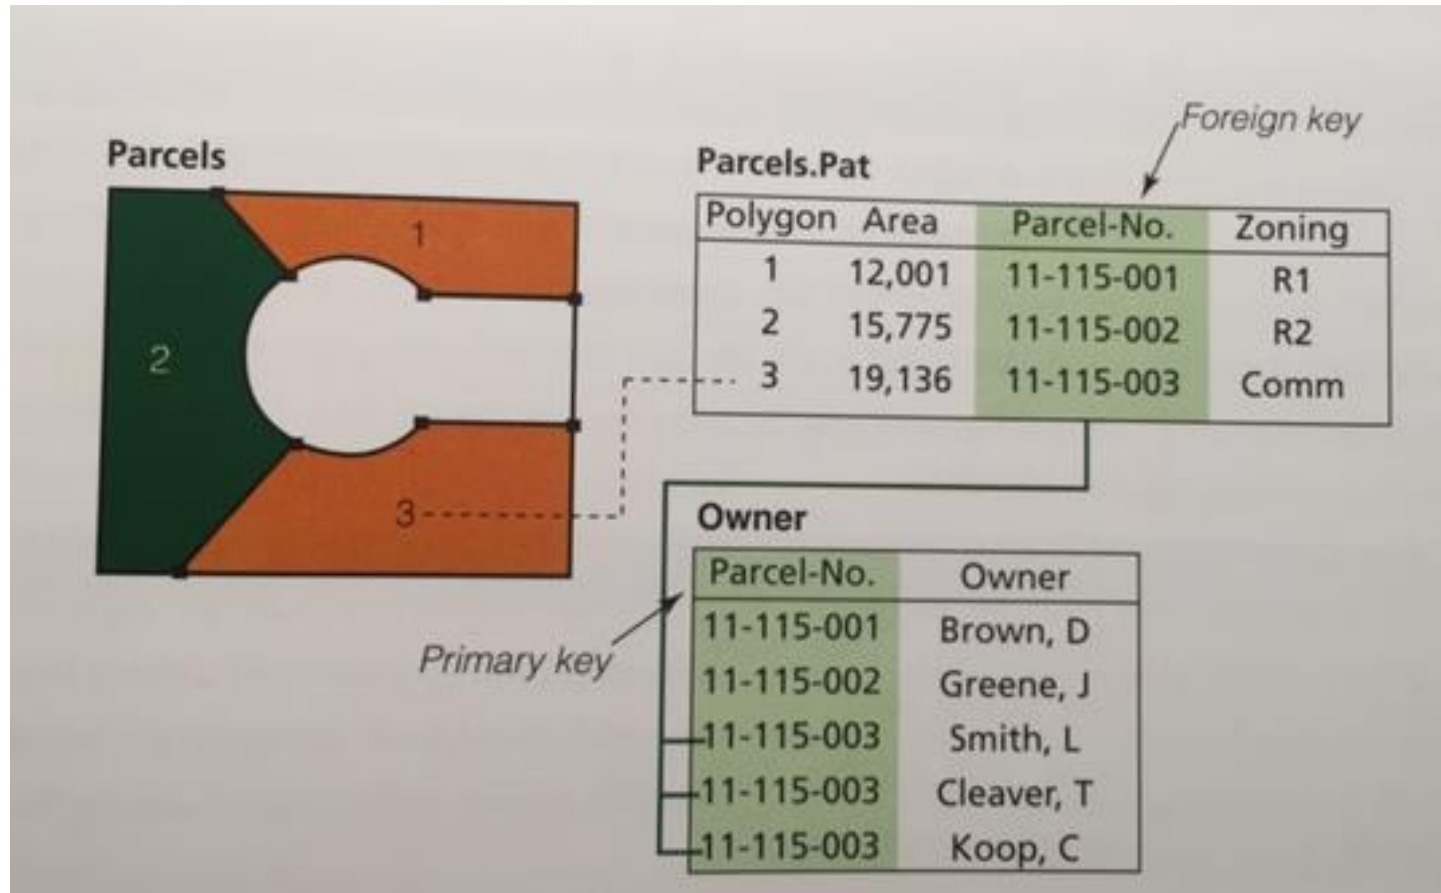 Parcels
1
2
3
Foreign key
Parcels.Pat
Polygon Area Parcel-No. Zoning
1 12,001 11-115-001 R1
2 15,775 11-115-002 R2
3 19,136 11-115-003 Comm
Owner
Parcel-No. Owner
11-115-001 Brown, D
11-115-002 Greene, J
11-115-003 Smith, L
11-115-003 Cleaver, T
11-115-003 Koop, C
Primary key